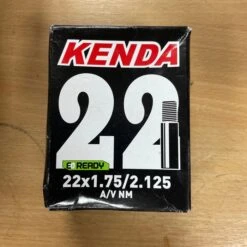 KENDA
22
E READY
22x1.75/2.125
A/V NM